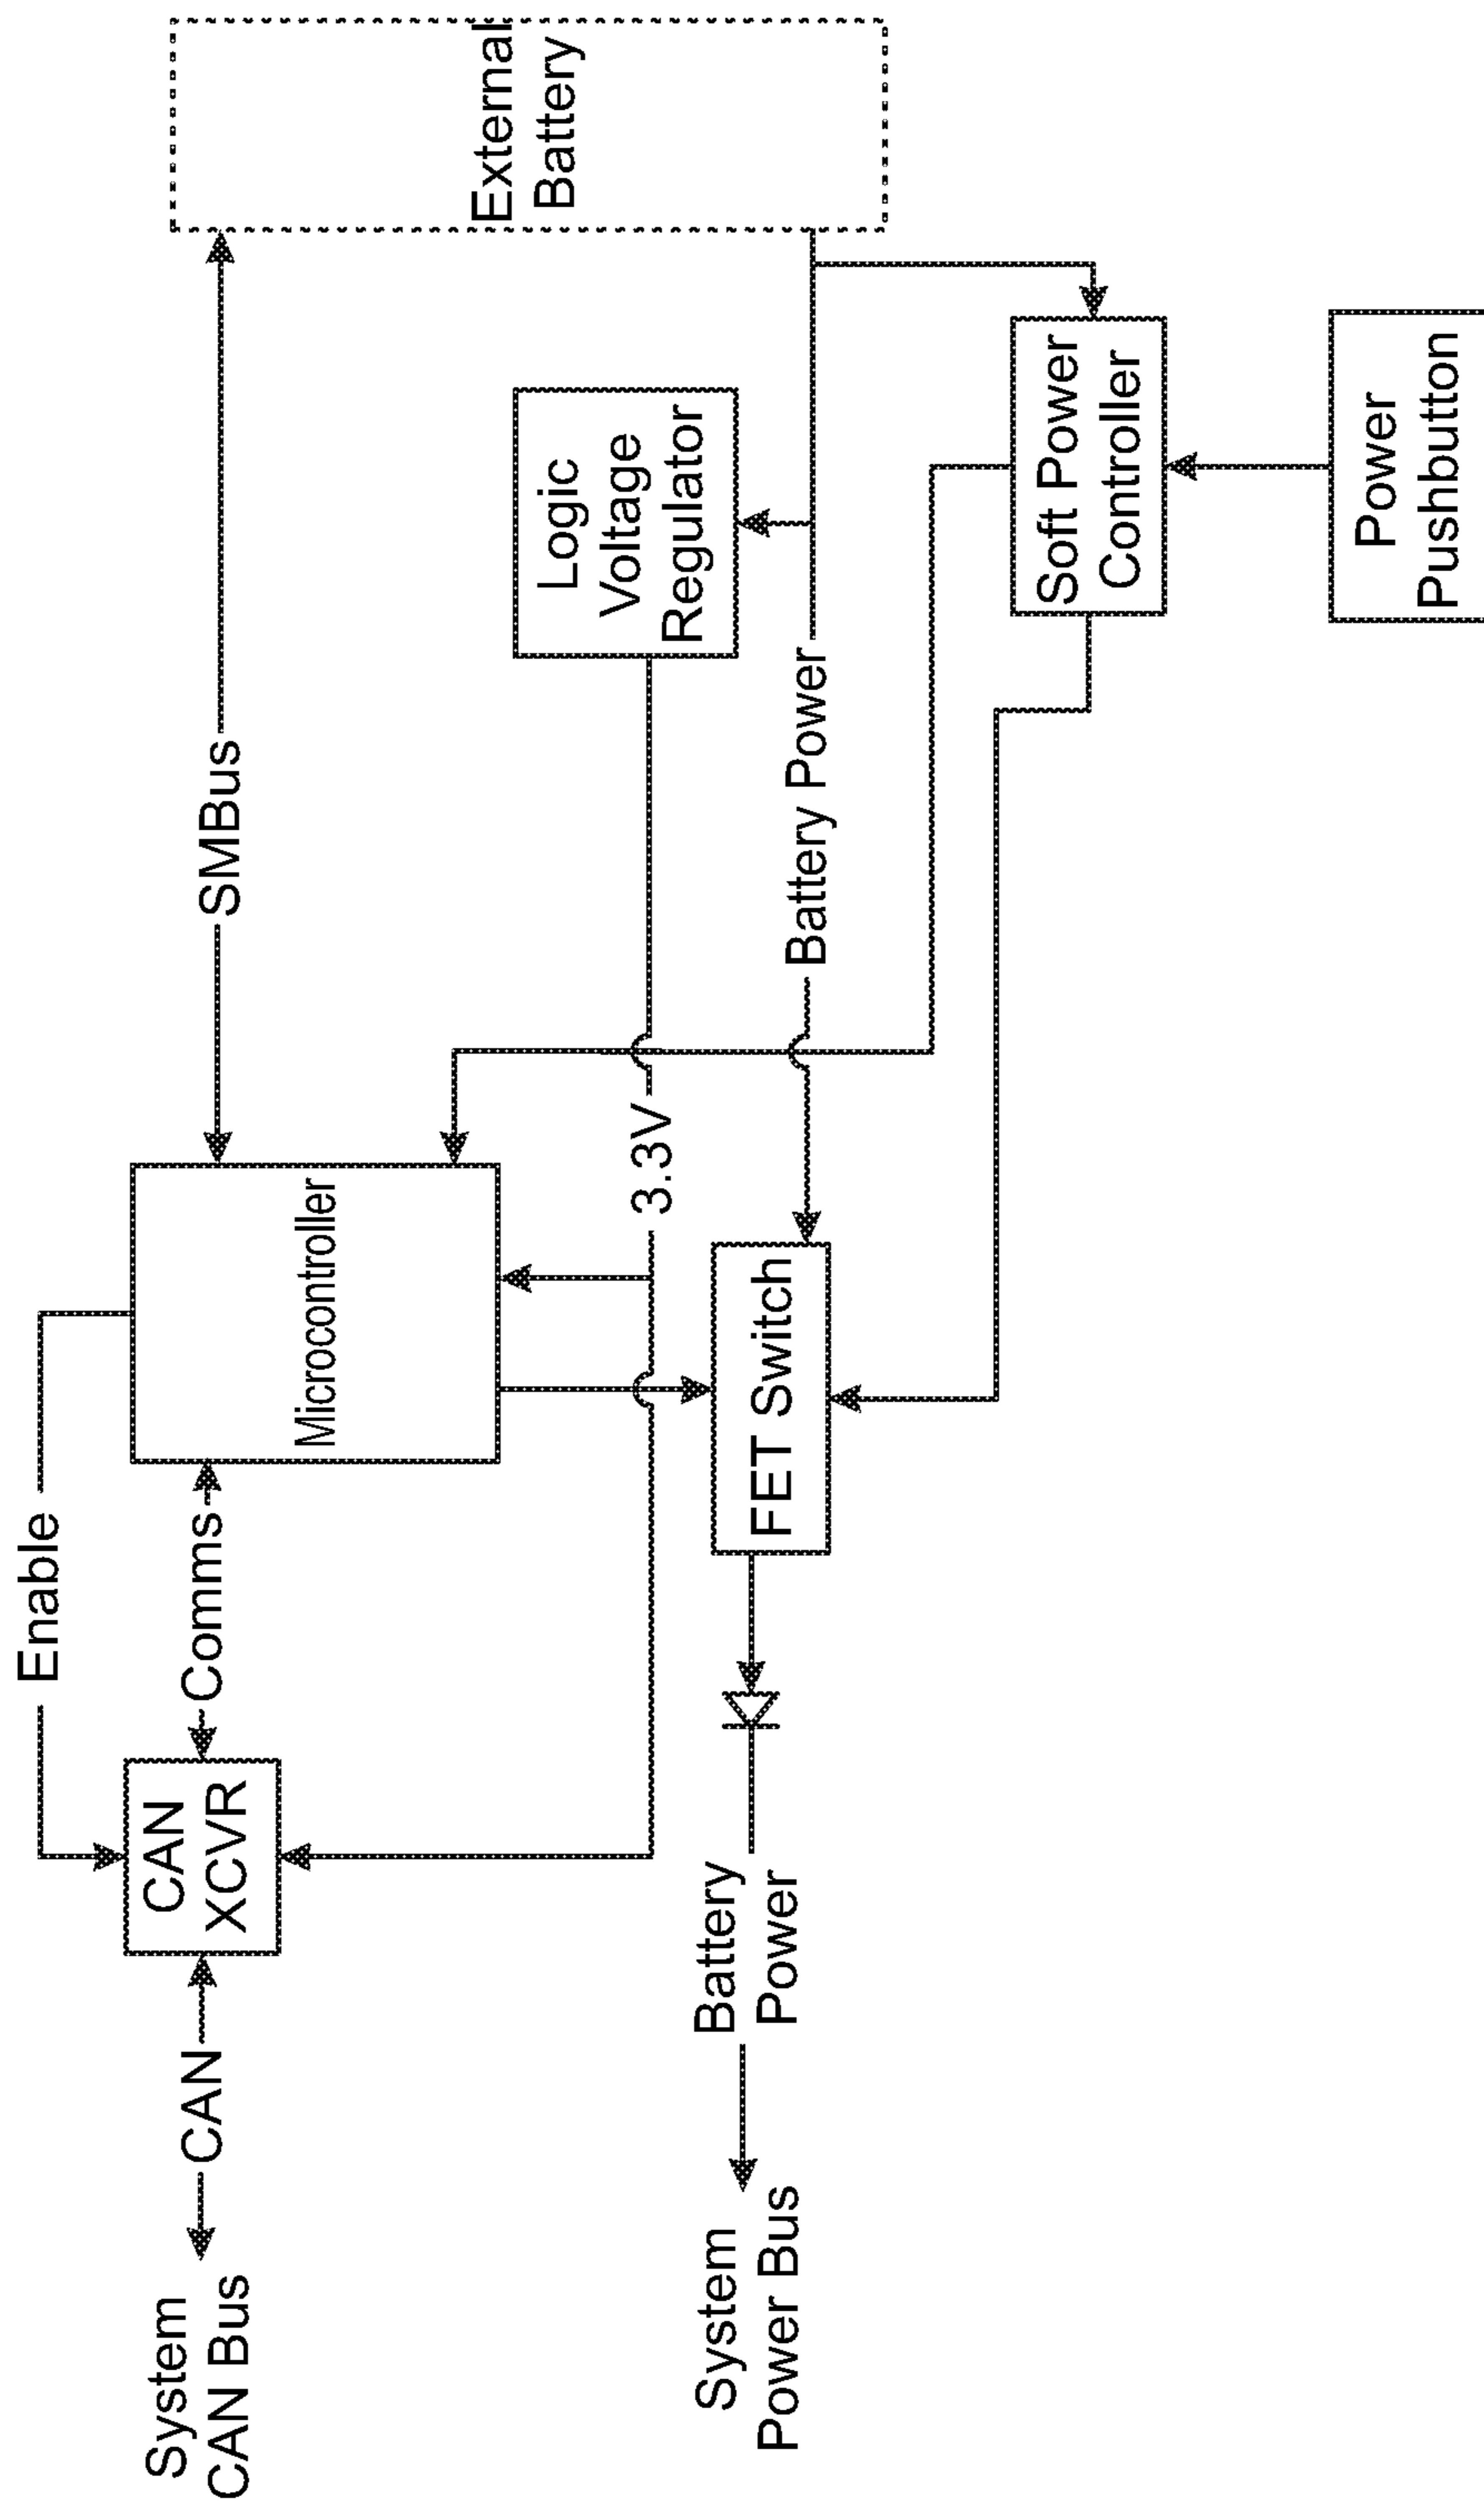 System
CAN Bus
CAN
CAN
XCVR
Enable
Comms
Microcontroller
SMBus
External
Battery
Logic
Voltage
Regulator
3.3V
System
Power Bus
Battery
Power
FET Switch
Battery Power
Soft Power
Controller
Power
Pushbutton